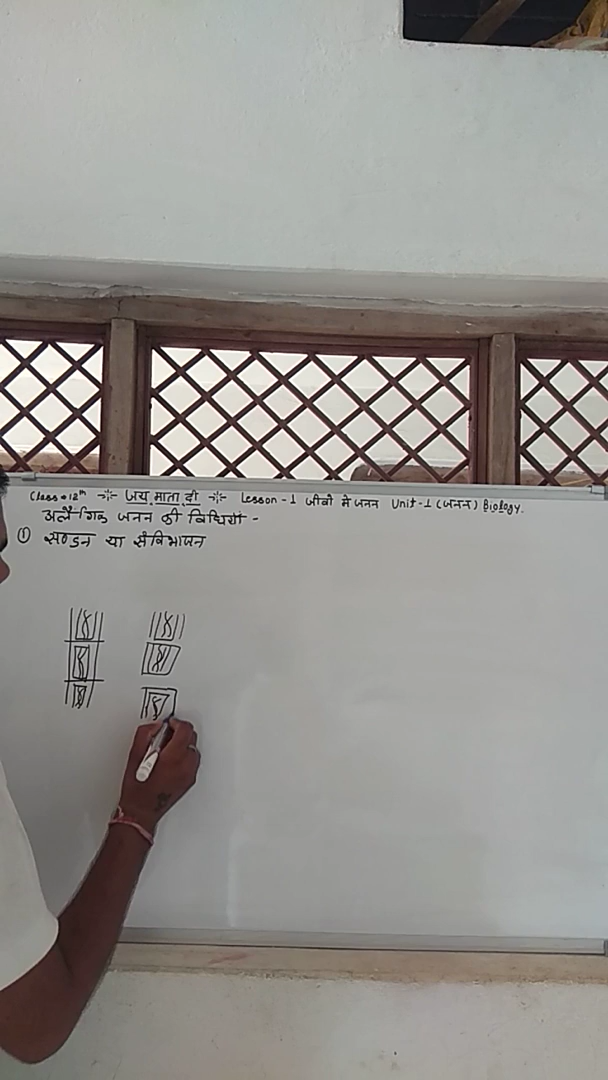 Class = 12th ※ जय माता दी ※ Lesson - 1 जीवो मे जनन Unit - 1 (जनन) Biology.
अलैंगिक जनन की विधियाँ -
① खण्डन या संविभाजन